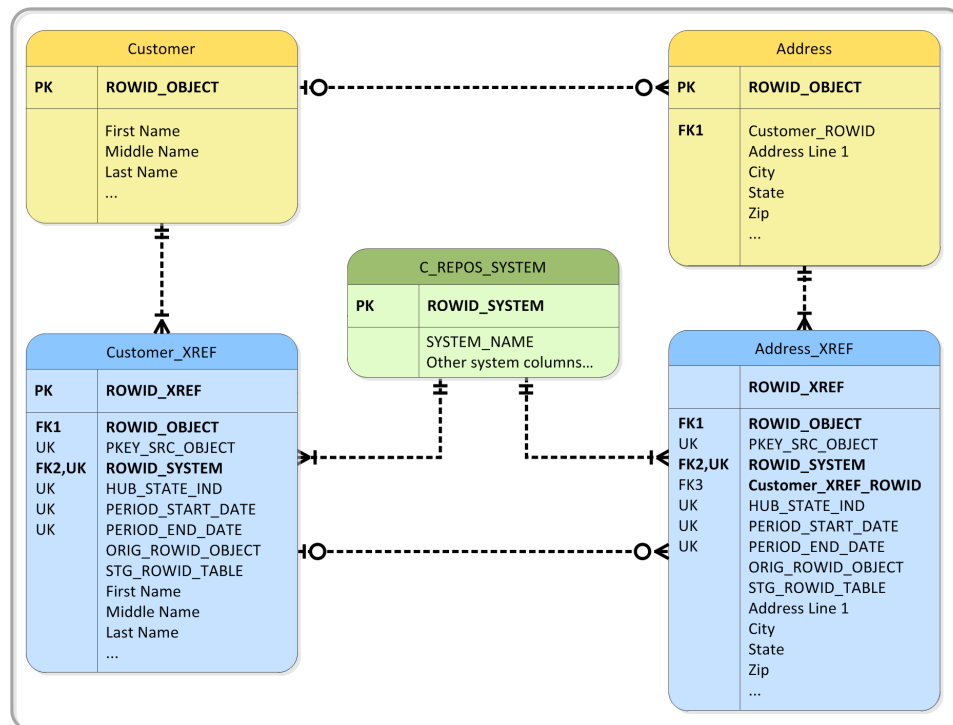 Customer
PK ROWID_OBJECT
First Name
Middle Name
Last Name
...
Address
PK ROWID_OBJECT
FK1 Customer_ROWID
Address Line 1
City
State
Zip
...
C_REPOS_SYSTEM
PK ROWID_SYSTEM
SYSTEM_NAME
Other system columns...
Customer_XREF
PK ROWID_XREF
FK1 ROWID_OBJECT
UK PKEY_SRC_OBJECT
FK2,UK ROWID_SYSTEM
UK HUB_STATE_IND
UK PERIOD_START_DATE
UK PERIOD_END_DATE
ORIG_ROWID_OBJECT
STG_ROWID_TABLE
First Name
Middle Name
Last Name
...
Address_XREF
ROWID_XREF
FK1 ROWID_OBJECT
UK PKEY_SRC_OBJECT
FK2,UK ROWID_SYSTEM
FK3 Customer_XREF_ROWID
UK HUB_STATE_IND
UK PERIOD_START_DATE
UK PERIOD_END_DATE
ORIG_ROWID_OBJECT
STG_ROWID_TABLE
Address Line 1
City
State
Zip
...